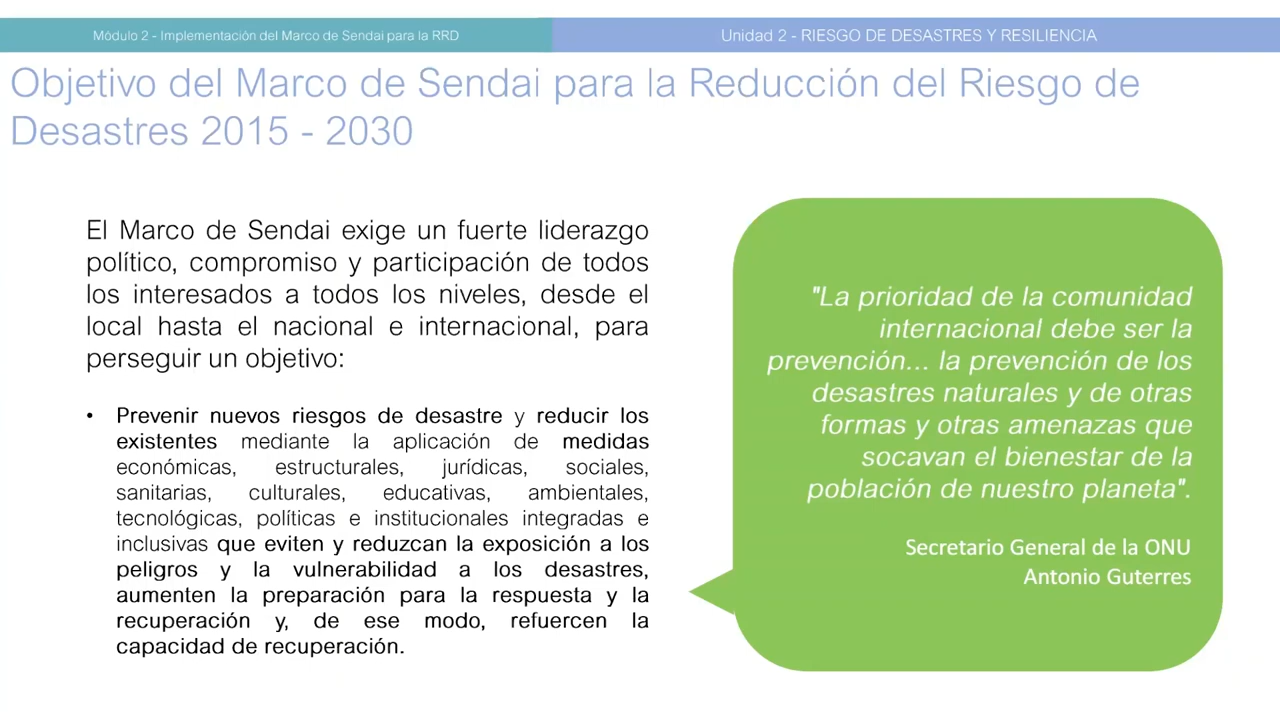 Módulo 2 - Implementación del Marco de Sendai para la RRD
Unidad 2 - RIESGO DE DESASTRES Y RESILIENCIA
Objetivo del Marco de Sendai para la Reducción del Riesgo de
Desastres 2015 - 2030
El Marco de Sendai exige un fuerte liderazgo
político, compromiso y participación de todos
los interesados a todos los niveles, desde el
local hasta el nacional e internacional, para
perseguir un objetivo:
• Prevenir nuevos riesgos de desastre y reducir los
existentes mediante la aplicación de medidas
económicas, estructurales, jurídicas, sociales,
sanitarias, culturales, educativas, ambientales,
tecnológicas, políticas e institucionales integradas e
inclusivas que eviten y reduzcan la exposición a los
peligros y la vulnerabilidad a los desastres,
aumenten la preparación para la respuesta y la
recuperación y, de ese modo, refuercen la
capacidad de recuperación.
"La prioridad de la comunidad
internacional debe ser la
prevención... la prevención de los
desastres naturales y de otras
formas y otras amenazas que
socavan el bienestar de la
población de nuestro planeta".
Secretario General de la ONU
Antonio Guterres